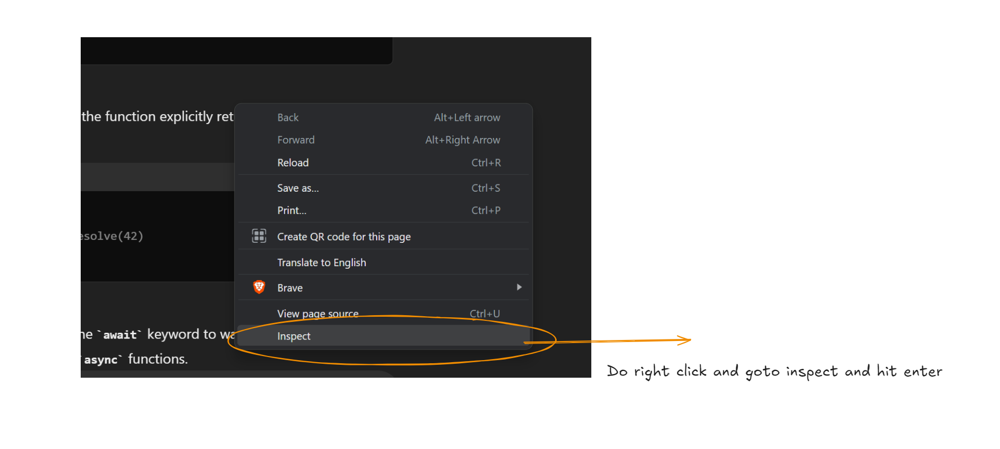 the function explicitly ret
Back Alt+Left arrow
Forward Alt+Right Arrow
Reload Ctrl+R
Save as... Ctrl+S
Print... Ctrl+P
esolve(42)
Create QR code for this page
Translate to English
Brave
View page source Ctrl+U
he `await` keyword to wa
Inspect
`async` functions.
Do right click and goto inspect and hit enter